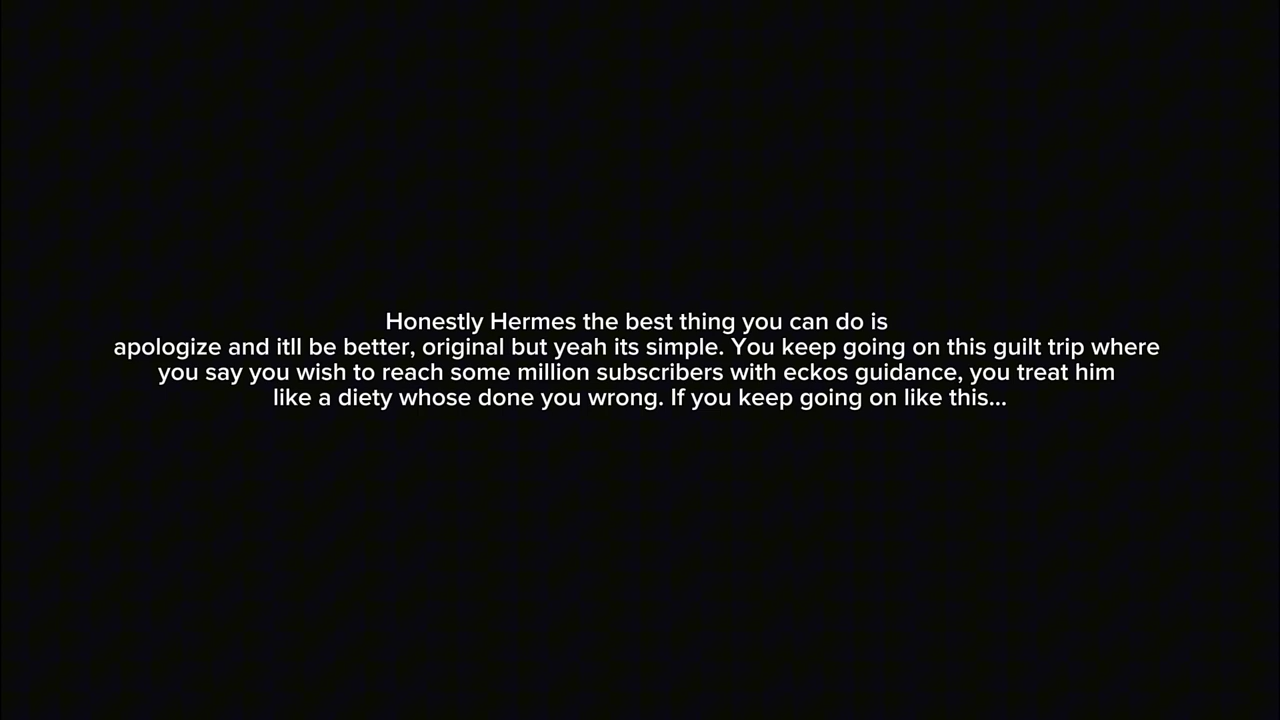 Honestly Hermes the best thing you can do is
apologize and itll be better, original but yeah its simple. You keep going on this guilt trip where
you say you wish to reach some million subscribers with eckos guidance, you treat him
like a diety whose done you wrong. If you keep going on like this...